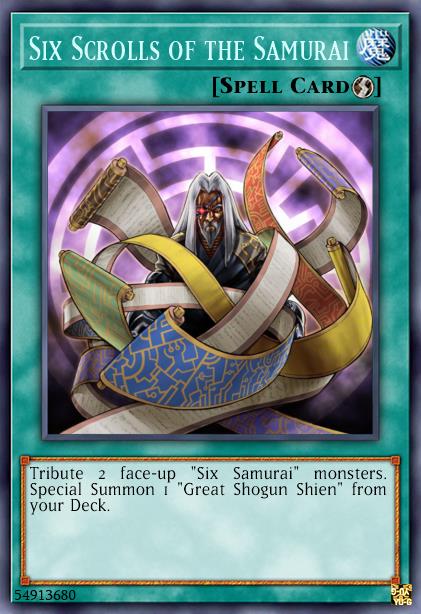 Six Scrolls of the Samurai 魔
[Spell Card]
Tribute 2 face-up "Six Samurai" monsters.
Special Summon 1 "Great Shogun Shien" from
your Deck.
54913680